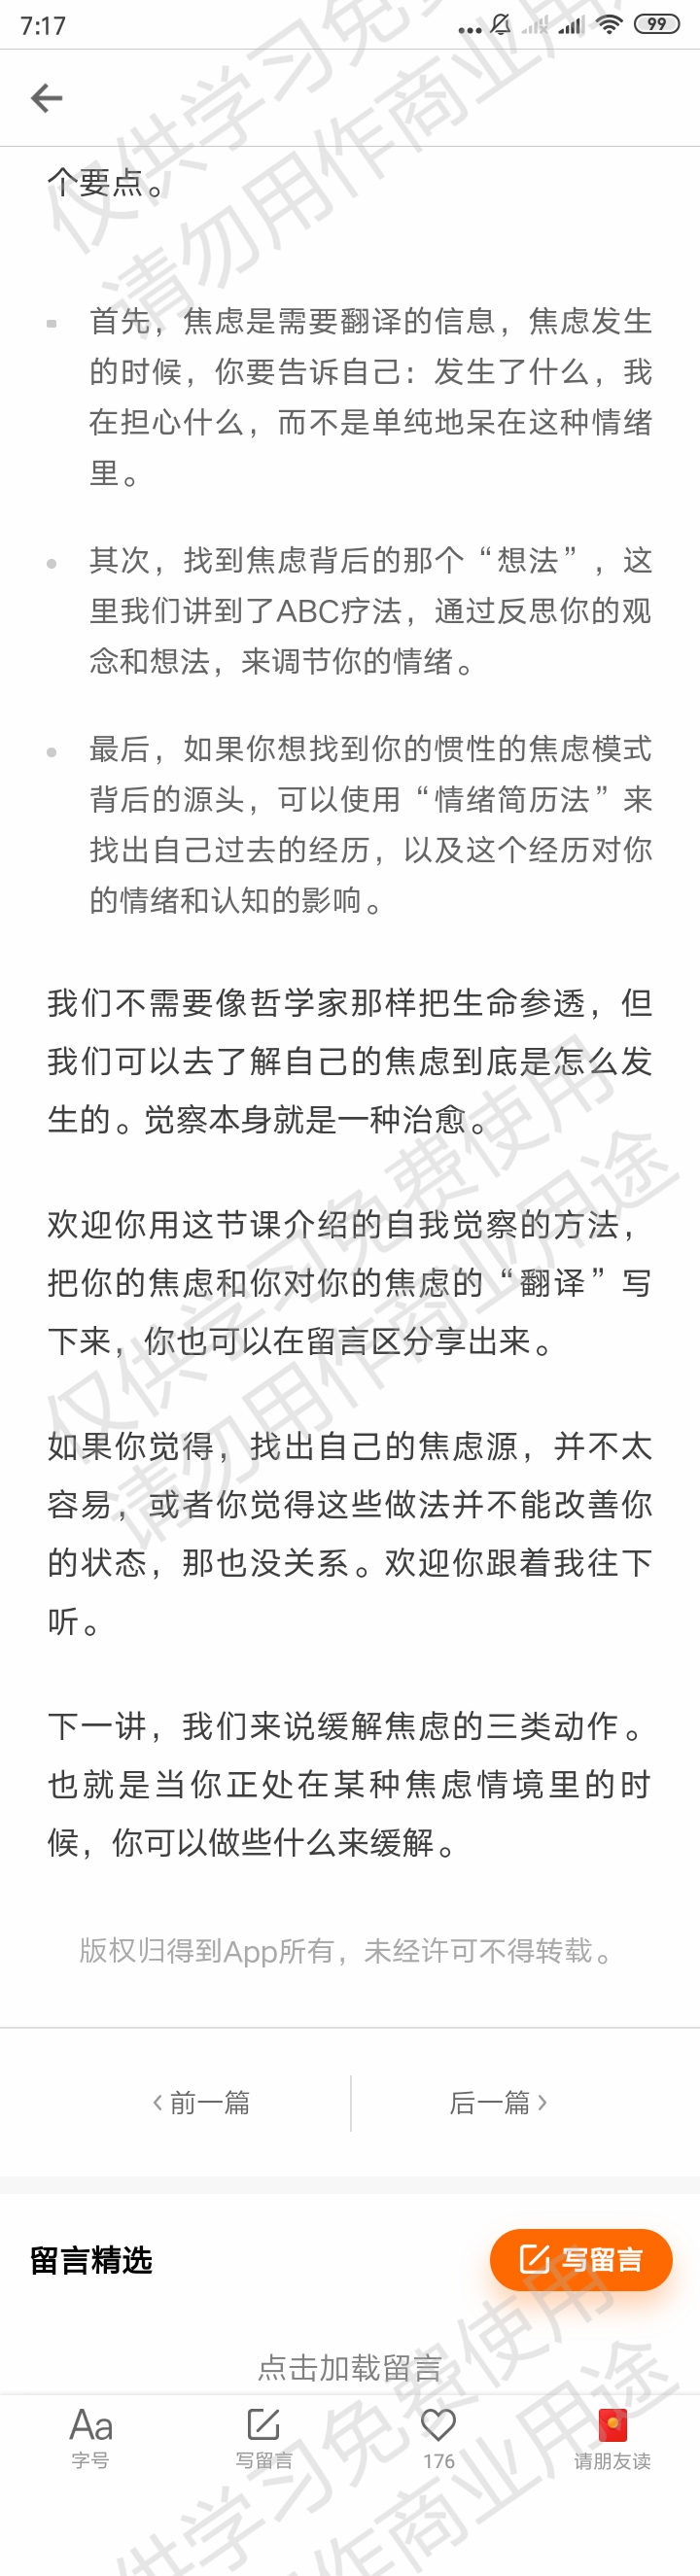 7:17
99
个要点。
首先，焦虑是需要翻译的信息，焦虑发生
的时候，你要告诉自己：发生了什么，我
在担心什么，而不是单纯地呆在这种情绪
里。
其次，找到焦虑背后的那个“想法”，这
里我们讲到了ABC疗法，通过反思你的观
念和想法，来调节你的情绪。
最后，如果你想找到你的惯性的焦虑模式
背后的源头，可以使用“情绪简历法”来
找出自己过去的经历，以及这个经历对你
的情绪和认知的影响。
我们不需要像哲学家那样把生命参透，但
我们可以去了解自己的焦虑到底是怎么发
生的。觉察本身就是一种治愈。
欢迎你用这节课介绍的自我觉察的方法，
把你的焦虑和你对你的焦虑的“翻译”写
下来，你也可以在留言区分享出来。
如果你觉得，找出自己的焦虑源，并不太
容易，或者你觉得这些做法并不能改善你
的状态，那也没关系。欢迎你跟着我往下
听。
下一讲，我们来说缓解焦虑的三类动作。
也就是当你正处在某种焦虑情境里的时
候，你可以做些什么来缓解。
版权归得到App所有，未经许可不得转载。
前一篇
后一篇
留言精选
写留言
点击加载留言
Aa
字号
写留言
176
请朋友读
仅供学习免费使用
请勿用作商业用途